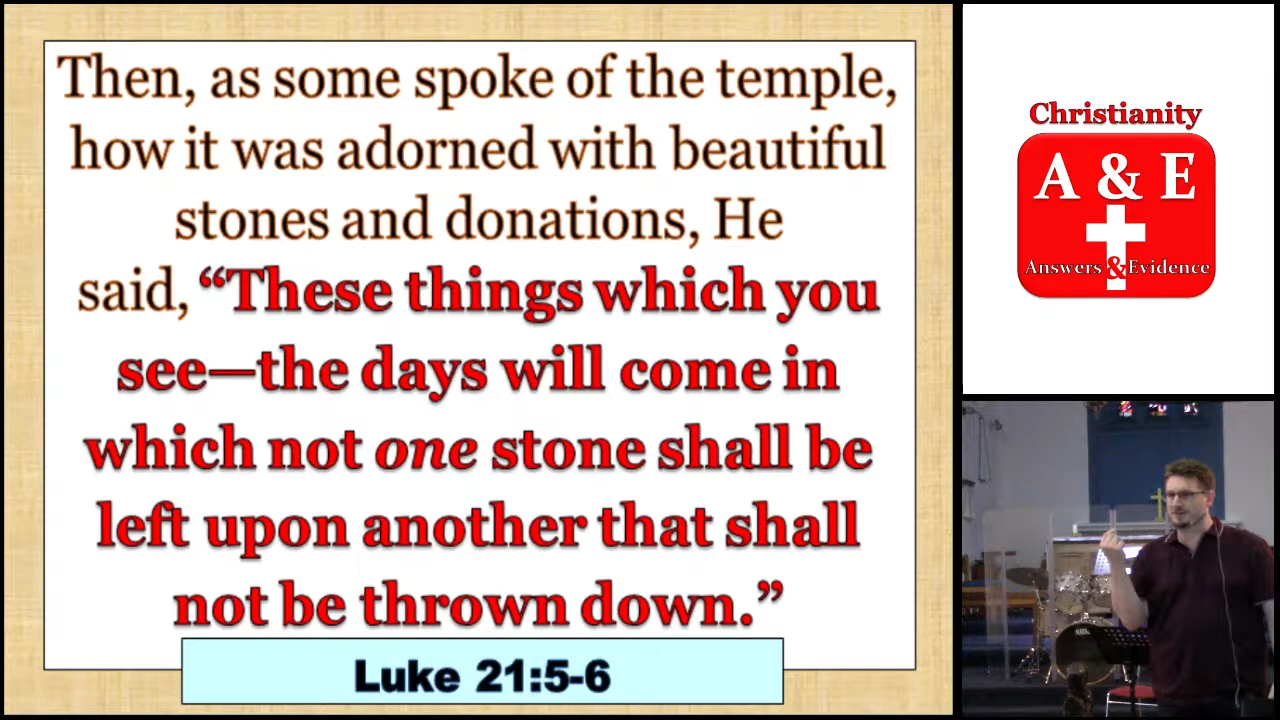 Then, as some spoke of the temple,
how it was adorned with beautiful
stones and donations, He
said, “These things which you
see—the days will come in
which not one stone shall be
left upon another that shall
not be thrown down.”
Luke 21:5-6
Christianity
A & E
Answers & Evidence